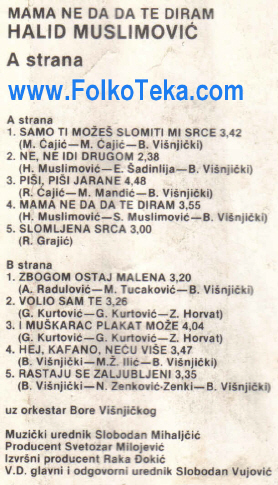 MAMA NE DA DA TE DIRAM
HALID MUSLIMOVIĆ
A strana
www.FolkoTeka.com
A strana
1. SAMO TI MOŽEŠ SLOMITI MI SRCE 3,42
(M. Čajić—M. Čajić—B. Višnjički)
2. NE, NE IDI DRUGOM 2,38
(H. Muslimović—E. Šadinlija—B. Višnjički)
3. PIŠI, PIŠI JARANE 4,48
(R. Čajić—M. Mandić—B. Višnjički)
4. MAMA NE DA DA TE DIRAM 3,55
(H. Muslimović—S. Muslimović—B. Višnjički)
5. SLOMLJENA SRCA 3,00
(R. Grajić)
B strana
1. ZBOGOM OSTAJ MALENA 3,20
(A. Radulović—M. Tucaković—B. Višnjički)
2. VOLIO SAM TE 3,26
(G. Kurtović—G. Kurtović—Z. Horvat)
3. I MUŠKARAC PLAKAT MOŽE 4,04
(G. Kurtović—G. Kurtović—Z. Horvat)
4. HEJ, KAFANO, NEĆU VIŠE 3,47
(B. Višnjički—M.Ž. Ilić—B. Višnjički)
5. RASTAJU SE ZALJUBLJENI 3,35
(B. Višnjički—N. Zenković-Zenki—B. Višnjički)
uz orkestar Bore Višnjičkog
Muzički urednik Slobodan Mihaljčić
Producent Svetozar Milojević
Izvršni producent Raka Đokić
V.D. glavni i odgovorni urednik Slobodan Vujović